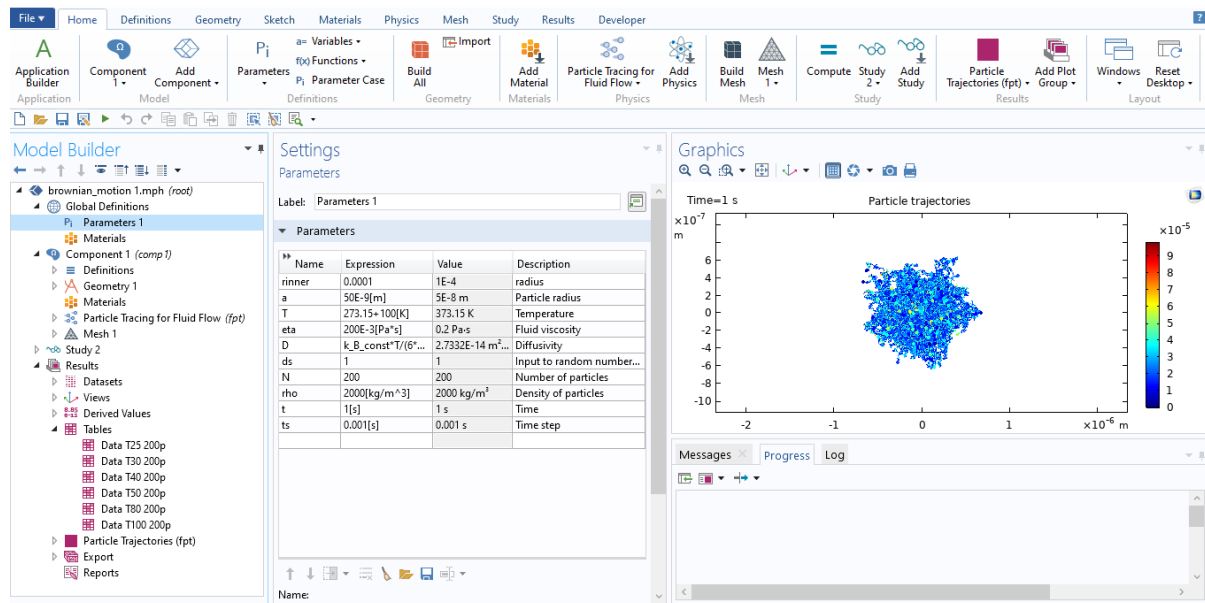 File Home Definitions Geometry Sketch Materials Physics Mesh Study Results Developer ?
Application Builder
Component 1
Add Component
Pi Parameters
a= Variables
f(x) Functions
Pi Parameter Case
Build All
Import
Add Material
Particle Tracing for Fluid Flow
Add Physics
Build Mesh
Mesh 1
Compute
Study 2
Add Study
Particle Trajectories (fpt)
Add Plot Group
Windows
Reset Desktop
Application Model Definitions Geometry Materials Physics Mesh Study Results Layout
Model Builder
brownian_motion 1.mph (root)
Global Definitions
Pi Parameters 1
Materials
Component 1 (comp1)
Definitions
Geometry 1
Materials
Particle Tracing for Fluid Flow (fpt)
Mesh 1
Study 2
Results
Datasets
Views
8.85 e-12 Derived Values
Tables
Data T25 200p
Data T30 200p
Data T40 200p
Data T50 200p
Data T80 200p
Data T100 200p
Particle Trajectories (fpt)
Export
Reports
Settings
Parameters
Label: Parameters 1
Parameters
Name Expression Value Description
rinner 0.0001 1E-4 radius
a 50E-9[m] 5E-8 m Particle radius
T 273.15+100[K] 373.15 K Temperature
eta 200E-3[Pa*s] 0.2 Pa·s Fluid viscosity
D k_B_const*T/(6*... 2.7332E-14 m²... Diffusivity
ds 1 1 Input to random number...
N 200 200 Number of particles
rho 2000[kg/m^3] 2000 kg/m³ Density of particles
t 1[s] 1 s Time
ts 0.001[s] 0.001 s Time step
Name:
Graphics
Time=1 s Particle trajectories
×10⁻⁷
m
6
4
2
0
-2
-4
-6
-8
-10
-2 -1 0 1 ×10⁻⁶ m
×10⁻⁵
9
8
7
6
5
4
3
2
1
0
Messages Progress Log